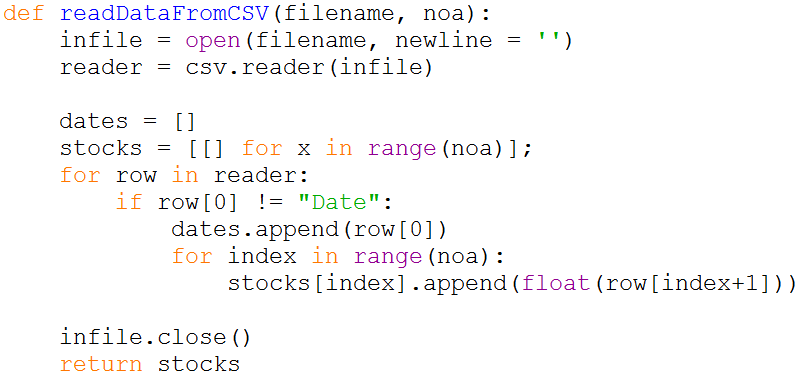 def readDataFromCSV(filename, noa):
    infile = open(filename, newline = '')
    reader = csv.reader(infile)

    dates = []
    stocks = [[] for x in range(noa)];
    for row in reader:
        if row[0] != "Date":
            dates.append(row[0])
            for index in range(noa):
                stocks[index].append(float(row[index+1]))

    infile.close()
    return stocks